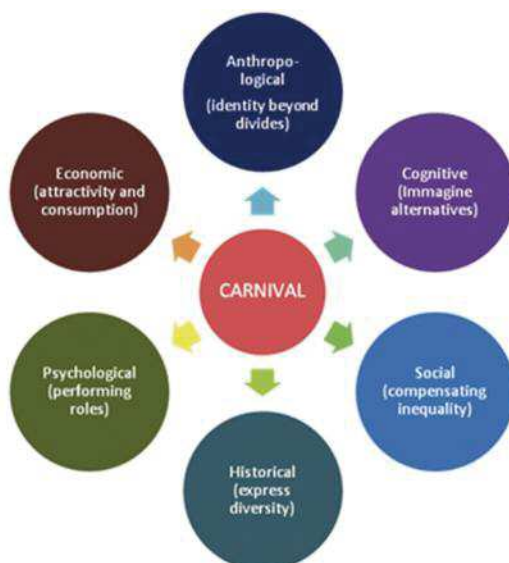 Anthropo-
logical
(identity beyond
divides)
Economic
(attractivity and
consumption)
Cognitive
(Immagine
alternatives)
CARNIVAL
Psychological
(performing
roles)
Social
(compensating
inequality)
Historical
(express
diversity)